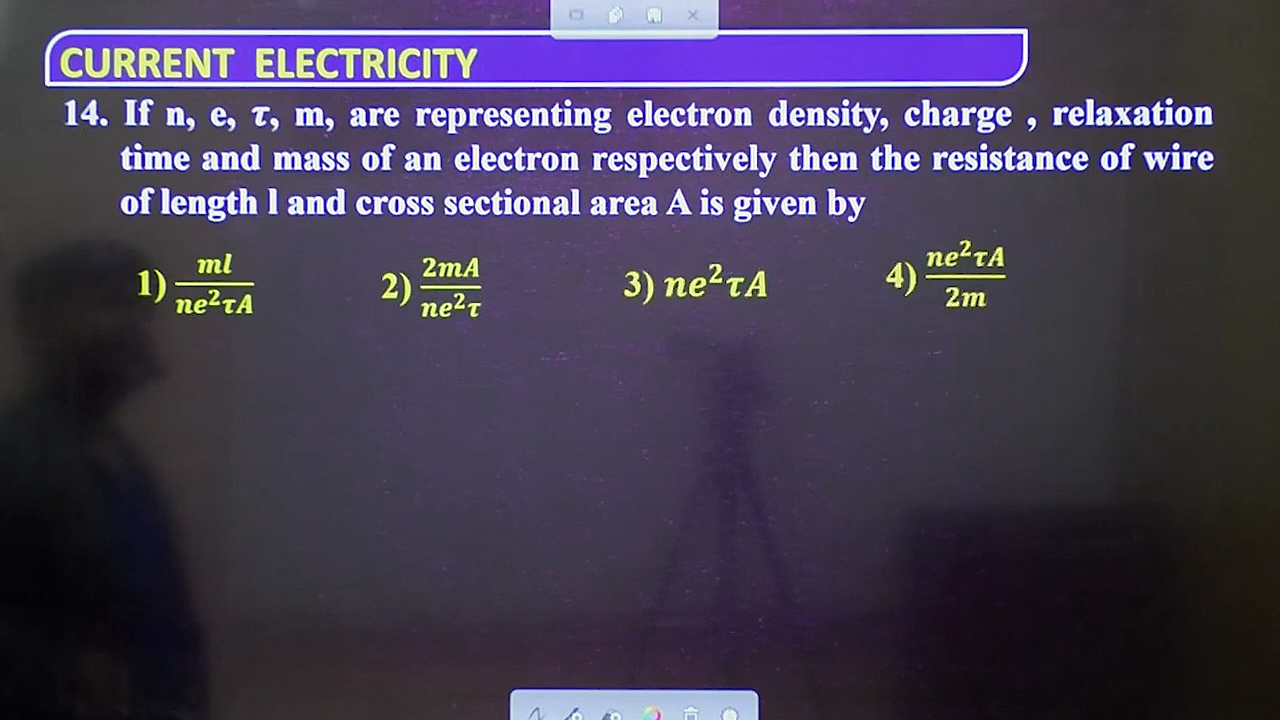 CURRENT ELECTRICITY
14. If n, e, τ, m, are representing electron density, charge , relaxation
time and mass of an electron respectively then the resistance of wire
of length l and cross sectional area A is given by
1) ml/ne²τA 2) 2mA/ne²τ 3) ne²τA 4) ne²τA/2m